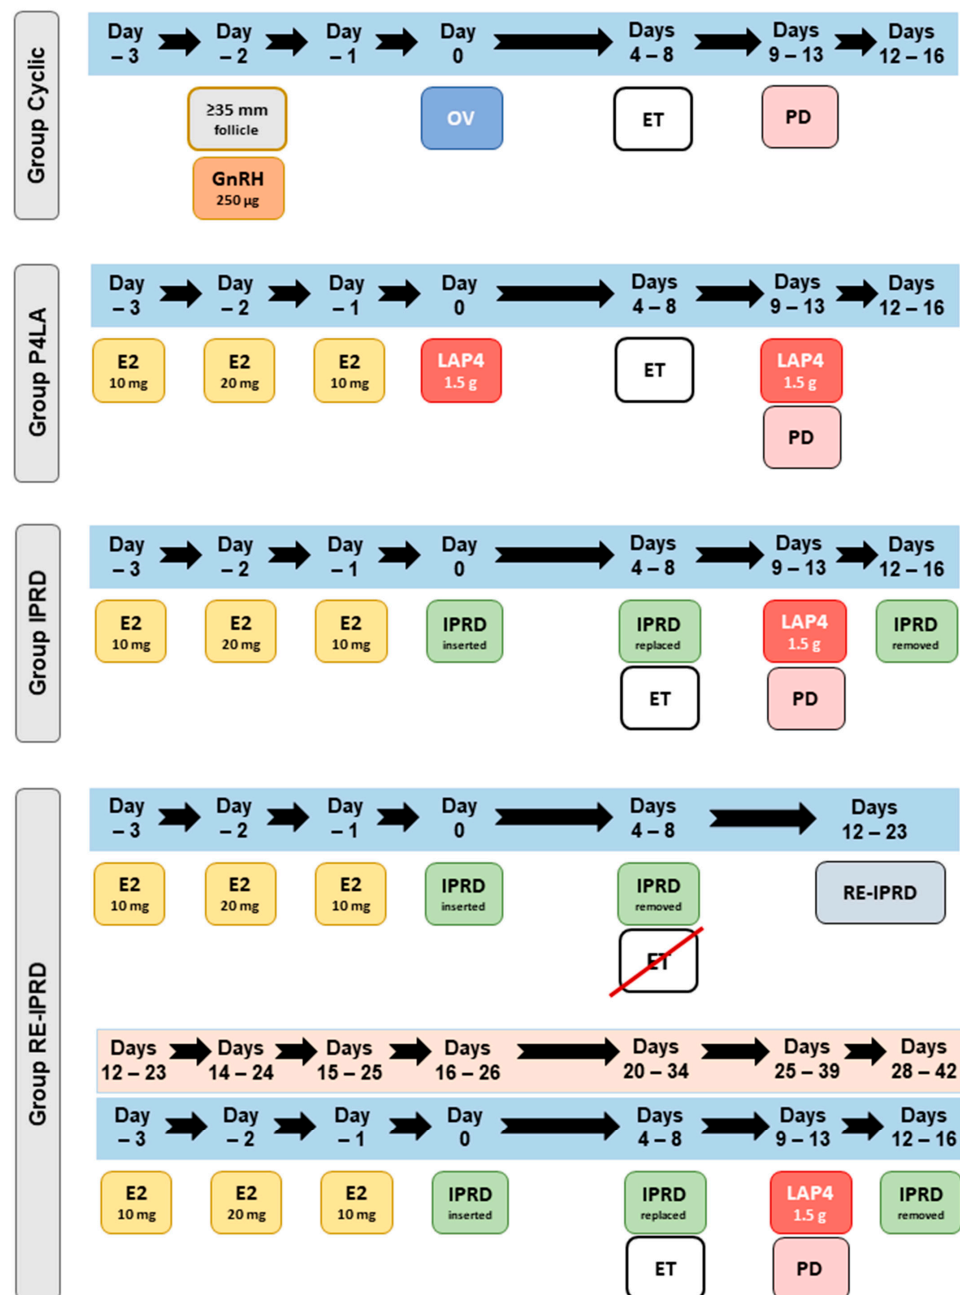 Group Cyclic
Day Day Day Day Days Days Days
– 3 – 2 – 1 0 4 – 8 9 – 13 12 – 16
≥35 mm
follicle
OV
ET
PD
GnRH
250 µg
Group P4LA
Day Day Day Day Days Days Days
– 3 – 2 – 1 0 4 – 8 9 – 13 12 – 16
E2 E2 E2 LAP4 ET LAP4
10 mg 20 mg 10 mg 1.5 g 1.5 g
PD
Group IPRD
Day Day Day Day Days Days Days
– 3 – 2 – 1 0 4 – 8 9 – 13 12 – 16
E2 E2 E2 IPRD IPRD LAP4 IPRD
10 mg 20 mg 10 mg inserted replaced 1.5 g removed
ET PD
Group RE-IPRD
Day Day Day Day Days Days
– 3 – 2 – 1 0 4 – 8 12 – 23
E2 E2 E2 IPRD IPRD RE-IPRD
10 mg 20 mg 10 mg inserted removed
ET
Days Days Days Days Days Days Days
12 – 23 14 – 24 15 – 25 16 – 26 20 – 34 25 – 39 28 – 42
Day Day Day Day Days Days Days
– 3 – 2 – 1 0 4 – 8 9 – 13 12 – 16
E2 E2 E2 IPRD IPRD LAP4 IPRD
10 mg 20 mg 10 mg inserted replaced 1.5 g removed
ET PD